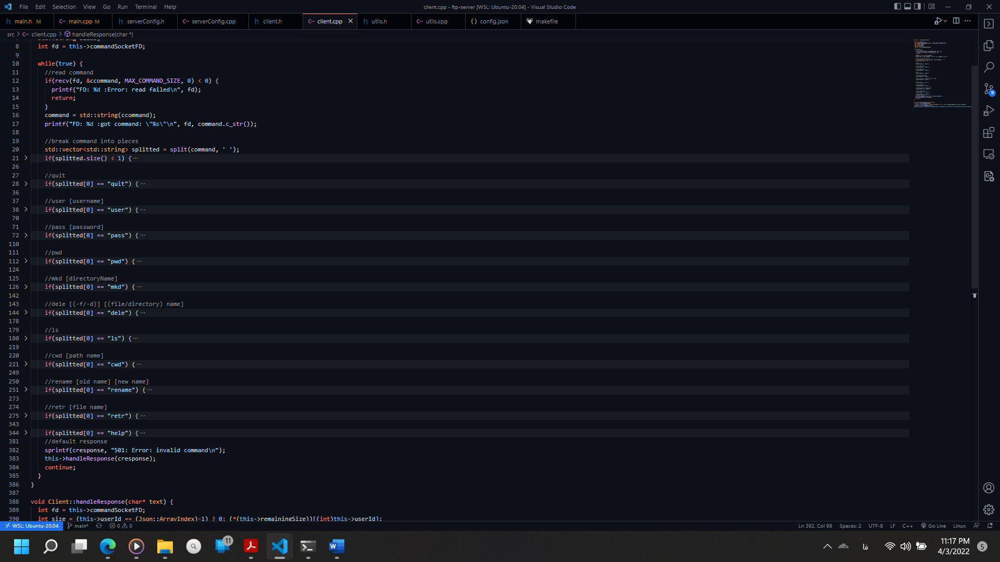 File Edit Selection View Go Run Terminal Help
client.cpp - ftp-server [WSL: Ubuntu-20.04] - Visual Studio Code
main.h M main.cpp M serverConfig.h serverConfig.cpp client.h client.cpp utils.h utils.cpp config.json makefile
src > client.cpp > handleResponse(char *)
8 int fd = this->commandSocketFD;
9
10 while(true) {
11 //read command
12 if(recv(fd, &ccommand, MAX_COMMAND_SIZE, 0) < 0) {
13 printf("FD: %d :Error: read failed\n", fd);
14 return;
15 }
16 command = std::string(ccommand);
17 printf("FD: %d :got command: \"%s\"\n", fd, command.c_str());
18
19 //break command into pieces
20 std::vector<std::string> splitted = split(command, ' ');
21 if(splitted.size() < 1) {···
26
27 //quit
28 if(splitted[0] == "quit") {···
36
37 //user [username]
38 if(splitted[0] == "user") {···
70
71 //pass [password]
72 if(splitted[0] == "pass") {···
110
111 //pwd
112 if(splitted[0] == "pwd") {···
124
125 //mkd [directoryName]
126 if(splitted[0] == "mkd") {···
142
143 //dele [(-f/-d)] [(file/directory) name]
144 if(splitted[0] == "dele") {···
178
179 //ls
180 if(splitted[0] == "ls") {···
219
220 //cwd [path name]
221 if(splitted[0] == "cwd") {···
249
250 //rename [old name] [new name]
251 if(splitted[0] == "rename") {···
273
274 //retr [file name]
275 if(splitted[0] == "retr") {···
343
344 if(splitted[0] == "help") {···
381 //default response
382 sprintf(cresponse, "501: Error: invalid command\n");
383 this->handleResponse(cresponse);
384 continue;
385 }
386 }
387
388 void Client::handleResponse(char* text) {
389 int fd = this->commandSocketFD;
390 int size = (this->userId == (Json::ArrayIndex)-1) ? 0: (*(this->remainingSize))[(int)this->userId];
9
WSL: Ubuntu-20.04 main* 0 0 Ln 392, Col 98 Spaces: 2 UTF-8 LF C++ Go Live Linux
11
فا
11:17 PM
4/3/2022
5